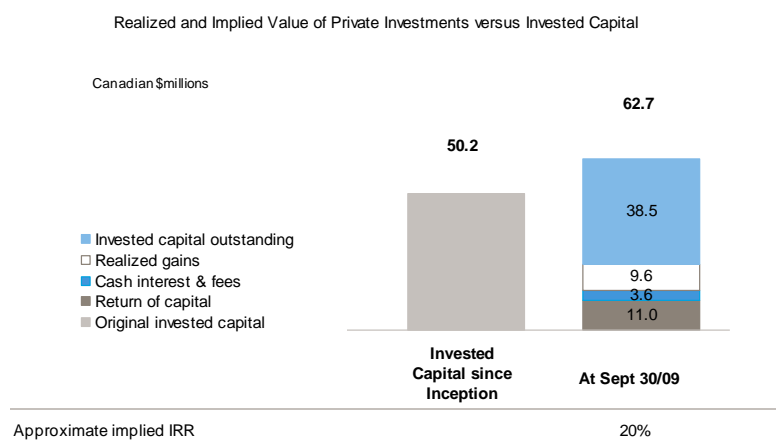 Realized and Implied Value of Private Investments versus Invested Capital
Canadian $millions
62.7
50.2
38.5
Invested capital outstanding
Realized gains
Cash interest & fees
Return of capital
Original invested capital
9.6
3.6
11.0
Invested
Capital since
Inception
At Sept 30/09
Approximate implied IRR
20%